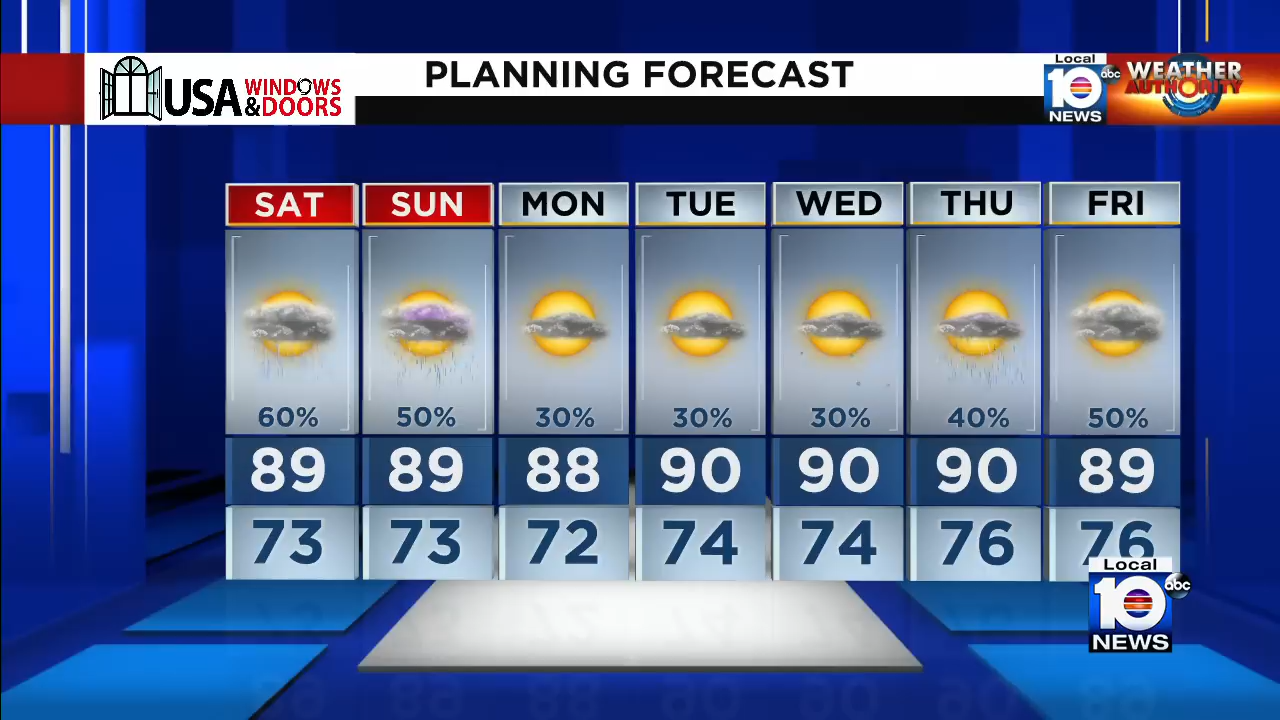 USA WINDOWS
&DOORS
PLANNING FORECAST
Local
10 abc
NEWS
WEATHER
AUTHORITY
SAT SUN MON TUE WED THU FRI
60% 50% 30% 30% 30% 40% 50%
89 89 88 90 90 90 89
73 73 72 74 74 76 76
Local
10 abc
NEWS